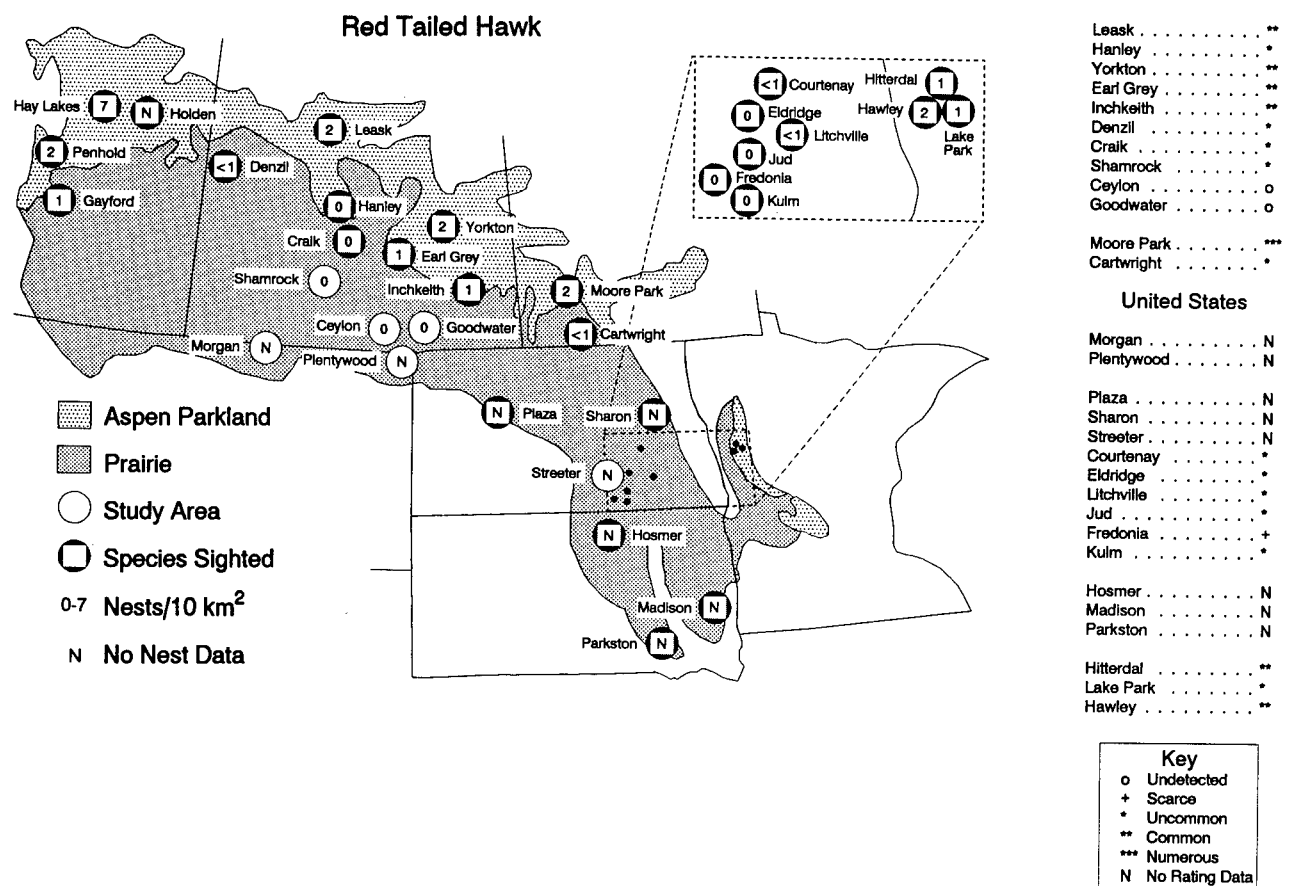 Red Tailed Hawk
Hay Lakes 7
N Holden
2 Penhold
1 Gayford
<1 Denzil
2 Leask
0 Hanley
Craik 0
2 Yorkton
1 Earl Grey
Shamrock 0
Inchkeith 1
2 Moore Park
Ceylon 0
0 Goodwater
<1 Cartwright
Morgan N
Plentywood N
N Plaza
Sharon N
Streeter N
N Hosmer
Madison N
Parkston N
<1 Courtenay
0 Eldridge
<1 Litchville
0 Jud
0 Fredonia
0 Kulm
Hitterdal 1
Hawley 2
1 Lake
Park
Aspen Parkland
Prairie
Study Area
Species Sighted
0-7 Nests/10 km2
N No Nest Data
Leask . . . . . . . . . . **
Hanley . . . . . . . . . *
Yorkton . . . . . . . . . **
Earl Grey . . . . . . . . **
Inchkeith . . . . . . . . **
Denzil . . . . . . . . . *
Craik . . . . . . . . . . *
Shamrock . . . . . . . . *
Ceylon . . . . . . . . . o
Goodwater . . . . . . . o
Moore Park . . . . . . . ***
Cartwright . . . . . . . *
United States
Morgan . . . . . . . . . N
Plentywood . . . . . . . N
Plaza . . . . . . . . . . N
Sharon . . . . . . . . . N
Streeter . . . . . . . . . N
Courtenay . . . . . . . *
Eldridge . . . . . . . . *
Litchville . . . . . . . . *
Jud . . . . . . . . . . . *
Fredonia . . . . . . . . +
Kulm . . . . . . . . . . *
Hosmer . . . . . . . . . N
Madison . . . . . . . . N
Parkston . . . . . . . . N
Hitterdal . . . . . . . . **
Lake Park . . . . . . . *
Hawley . . . . . . . . . **
Key
o Undetected
+ Scarce
* Uncommon
** Common
*** Numerous
N No Rating Data